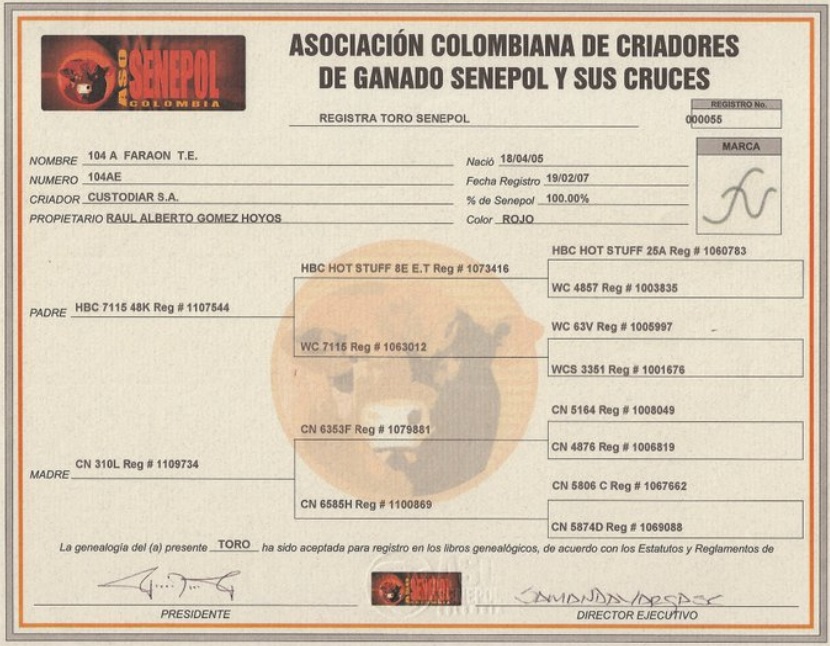 ASO SENEPOL
COLOMBIA
ASOCIACIÓN COLOMBIANA DE CRIADORES
DE GANADO SENEPOL Y SUS CRUCES
REGISTRA TORO SENEPOL
REGISTRO No.
000055
NOMBRE 104 A FARAON T.E.
NUMERO 104AE
CRIADOR CUSTODIAR S.A.
PROPIETARIO RAUL ALBERTO GOMEZ HOYOS
Nació 18/04/05
Fecha Registro 19/02/07
% de Senepol 100.00%
Color ROJO
MARCA
HBC HOT STUFF 25A Reg # 1060783
HBC HOT STUFF 8E E.T Reg # 1073416
WC 4857 Reg # 1003835
PADRE HBC 7115 48K Reg # 1107544
WC 63V Reg # 1005997
WC 7115 Reg # 1063012
WCS 3351 Reg # 1001676
CN 5164 Reg # 1008049
CN 6353F Reg # 1079881
CN 4876 Reg # 1006819
MADRE CN 310L Reg # 1109734
CN 5806 C Reg # 1067662
CN 6585H Reg # 1100869
CN 5874D Reg # 1069088
La genealogía del (a) presente TORO ha sido aceptada para registro en los libros genealógicos, de acuerdo con los Estatutos y Reglamentos de
SENEPOL
PRESIDENTE
DIRECTOR EJECUTIVO